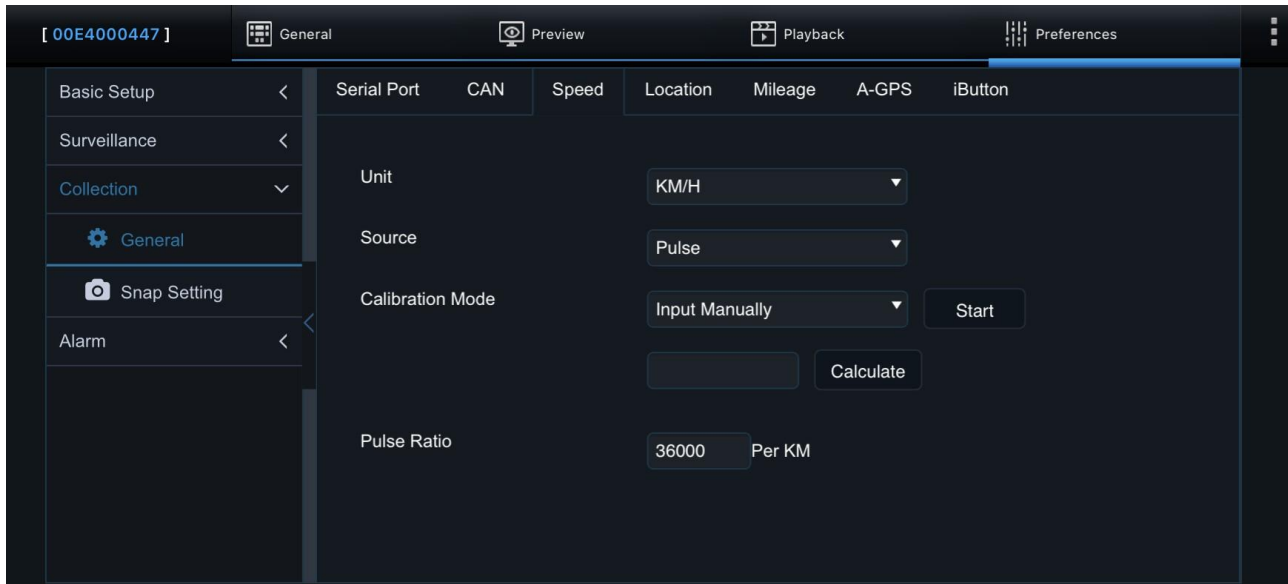 [ 00E4000447 ] General Preview Playback Preferences
Basic Setup
Surveillance
Collection
General
Snap Setting
Alarm
Serial Port CAN Speed Location Mileage A-GPS iButton
Unit KM/H
Source Pulse
Calibration Mode Input Manually Start
Calculate
Pulse Ratio 36000 Per KM